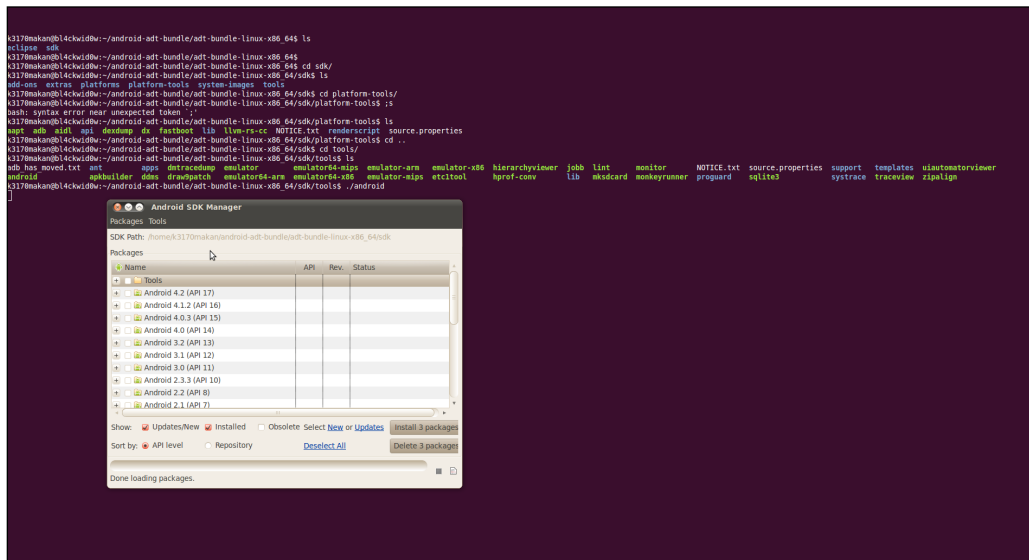 k3170makan@bl4ckwid0w:~/android-adt-bundle/adt-bundle-linux-x86_64$ ls
eclipse sdk
k3170makan@bl4ckwid0w:~/android-adt-bundle/adt-bundle-linux-x86_64$
k3170makan@bl4ckwid0w:~/android-adt-bundle/adt-bundle-linux-x86_64$ cd sdk/
k3170makan@bl4ckwid0w:~/android-adt-bundle/adt-bundle-linux-x86_64/sdk$ ls
add-ons extras platforms platform-tools system-images tools
k3170makan@bl4ckwid0w:~/android-adt-bundle/adt-bundle-linux-x86_64/sdk$ cd platform-tools/
k3170makan@bl4ckwid0w:~/android-adt-bundle/adt-bundle-linux-x86_64/sdk/platform-tools$ ;s
bash: syntax error near unexpected token `;'
k3170makan@bl4ckwid0w:~/android-adt-bundle/adt-bundle-linux-x86_64/sdk/platform-tools$ ls
aapt adb aidl api dexdump dx fastboot lib llvm-rs-cc NOTICE.txt renderscript source.properties
k3170makan@bl4ckwid0w:~/android-adt-bundle/adt-bundle-linux-x86_64/sdk/platform-tools$ cd ..
k3170makan@bl4ckwid0w:~/android-adt-bundle/adt-bundle-linux-x86_64/sdk$ cd tools/
k3170makan@bl4ckwid0w:~/android-adt-bundle/adt-bundle-linux-x86_64/sdk/tools$ ls
adb_has_moved.txt ant apps dmtracedump emulator emulator64-mips emulator-arm emulator-x86 hierarchyviewer jobb lint monitor NOTICE.txt source.properties support templates uiautomatorviewer
android apkbuilder ddms draw9patch emulator64-arm emulator64-x86 emulator-mips etc1tool hprof-conv lib mksdcard monkeyrunner proguard sqlite3 systrace traceview zipalign
k3170makan@bl4ckwid0w:~/android-adt-bundle/adt-bundle-linux-x86_64/sdk/tools$ ./android
Android SDK Manager
Packages Tools
SDK Path: /home/k3170makan/android-adt-bundle/adt-bundle-linux-x86_64/sdk
Packages
Name API Rev. Status
Tools
Android 4.2 (API 17)
Android 4.1.2 (API 16)
Android 4.0.3 (API 15)
Android 4.0 (API 14)
Android 3.2 (API 13)
Android 3.1 (API 12)
Android 3.0 (API 11)
Android 2.3.3 (API 10)
Android 2.2 (API 8)
Android 2.1 (API 7)
Show: Updates/New Installed Obsolete Select New or Updates Install 3 packages
Sort by: API level Repository Deselect All Delete 3 packages
Done loading packages.